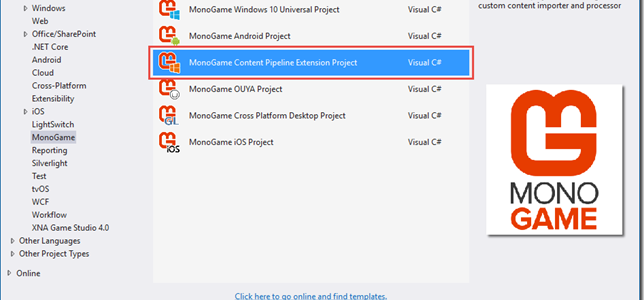 Windows
Web
Office/SharePoint
.NET Core
Android
Cloud
Cross-Platform
Extensibility
iOS
LightSwitch
MonoGame
Reporting
Silverlight
Test
tvOS
WCF
Workflow
XNA Game Studio 4.0
Other Languages
Other Project Types
Online
MonoGame Windows 10 Universal Project Visual C#
MonoGame Android Project Visual C#
MonoGame Content Pipeline Extension Project Visual C#
MonoGame OUYA Project Visual C#
GL MonoGame Cross Platform Desktop Project Visual C#
iOS MonoGame iOS Project Visual C#
Click here to go online and find templates.
custom content importer and processor
MONO
GAME